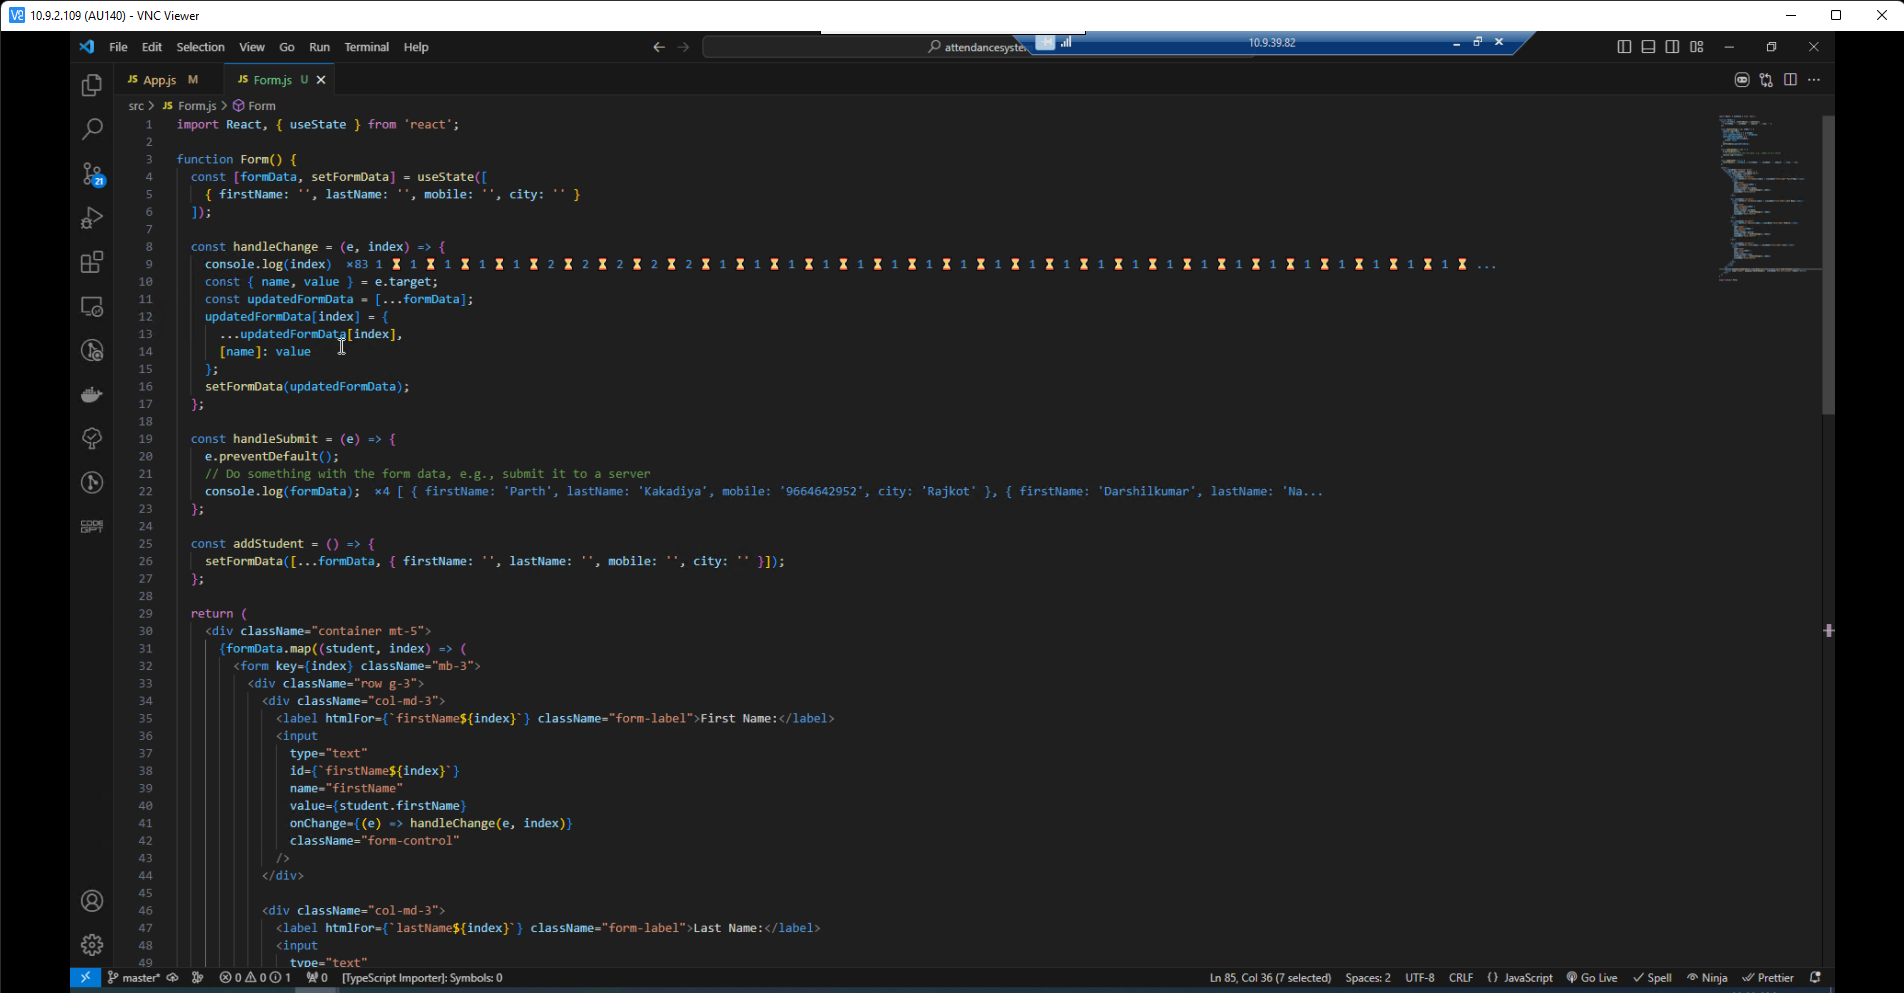 10.9.2.109 (AU140) - VNC Viewer
File Edit Selection View Go Run Terminal Help
attendancesyste
10.9.39.82
JS App.js M
JS Form.js U
src > JS Form.js > Form
1 import React, { useState } from 'react';
2
3 function Form() {
4 const [formData, setFormData] = useState([
5 { firstName: '', lastName: '', mobile: '', city: '' }
6 ]);
7
8 const handleChange = (e, index) => {
9 console.log(index) ×83 1 ⌛ 1 ⌛ 1 ⌛ 1 ⌛ 1 ⌛ 2 ⌛ 2 ⌛ 2 ⌛ 2 ⌛ 2 ⌛ 1 ⌛ 1 ⌛ 1 ⌛ 1 ⌛ 1 ⌛ 1 ⌛ 1 ⌛ 1 ⌛ 1 ⌛ 1 ⌛ 1 ⌛ 1 ⌛ 1 ⌛ 1 ⌛ 1 ⌛ 1 ⌛ 1 ⌛ 1 ⌛ 1 ⌛ 1 ⌛ 1 ⌛ 1 ⌛ ...
10 const { name, value } = e.target;
11 const updatedFormData = [...formData];
12 updatedFormData[index] = {
13 ...updatedFormData[index],
14 [name]: value
15 };
16 setFormData(updatedFormData);
17 };
18
19 const handleSubmit = (e) => {
20 e.preventDefault();
21 // Do something with the form data, e.g., submit it to a server
22 console.log(formData); ×4 [ { firstName: 'Parth', lastName: 'Kakadiya', mobile: '9664642952', city: 'Rajkot' }, { firstName: 'Darshilkumar', lastName: 'Na...
23 };
24
25 const addStudent = () => {
26 setFormData([...formData, { firstName: '', lastName: '', mobile: '', city: '' }]);
27 };
28
29 return (
30 <div className="container mt-5">
31 {formData.map((student, index) => (
32 <form key={index} className="mb-3">
33 <div className="row g-3">
34 <div className="col-md-3">
35 <label htmlFor={`firstName${index}`} className="form-label">First Name:</label>
36 <input
37 type="text"
38 id={`firstName${index}`}
39 name="firstName"
40 value={student.firstName}
41 onChange={(e) => handleChange(e, index)}
42 className="form-control"
43 />
44 </div>
45
46 <div className="col-md-3">
47 <label htmlFor={`lastName${index}`} className="form-label">Last Name:</label>
48 <input
49 type="text"
21
CODE GPT
master* 0 0 1 0 [TypeScript Importer]: Symbols: 0 Ln 85, Col 36 (7 selected) Spaces: 2 UTF-8 CRLF {} JavaScript Go Live Spell Ninja Prettier